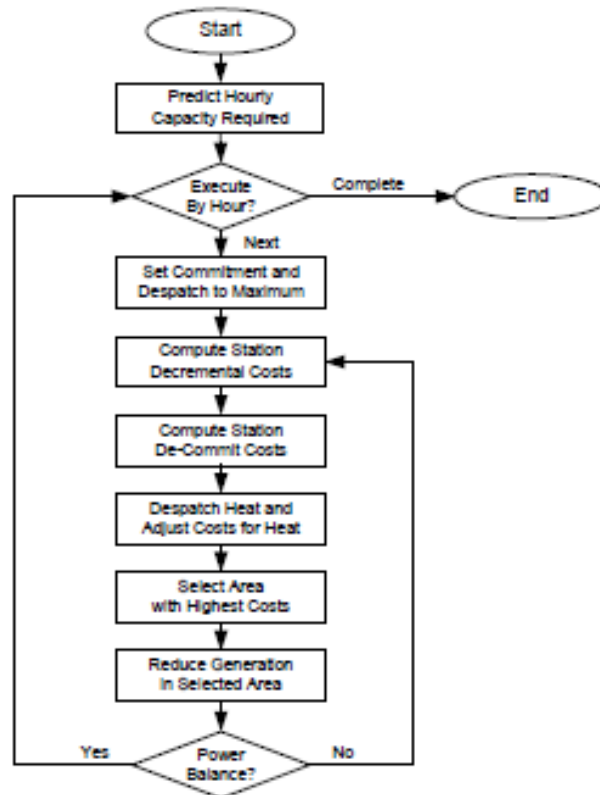 Start
Predict Hourly
Capacity Required
Execute
By Hour?
Complete
End
Next
Set Commitment and
Despatch to Maximum
Compute Station
Decremental Costs
Compute Station
De-Commit Costs
Despatch Heat and
Adjust Costs for Heat
Select Area
with Highest Costs
Reduce Generation
In Selected Area
Yes
Power
Balance?
No